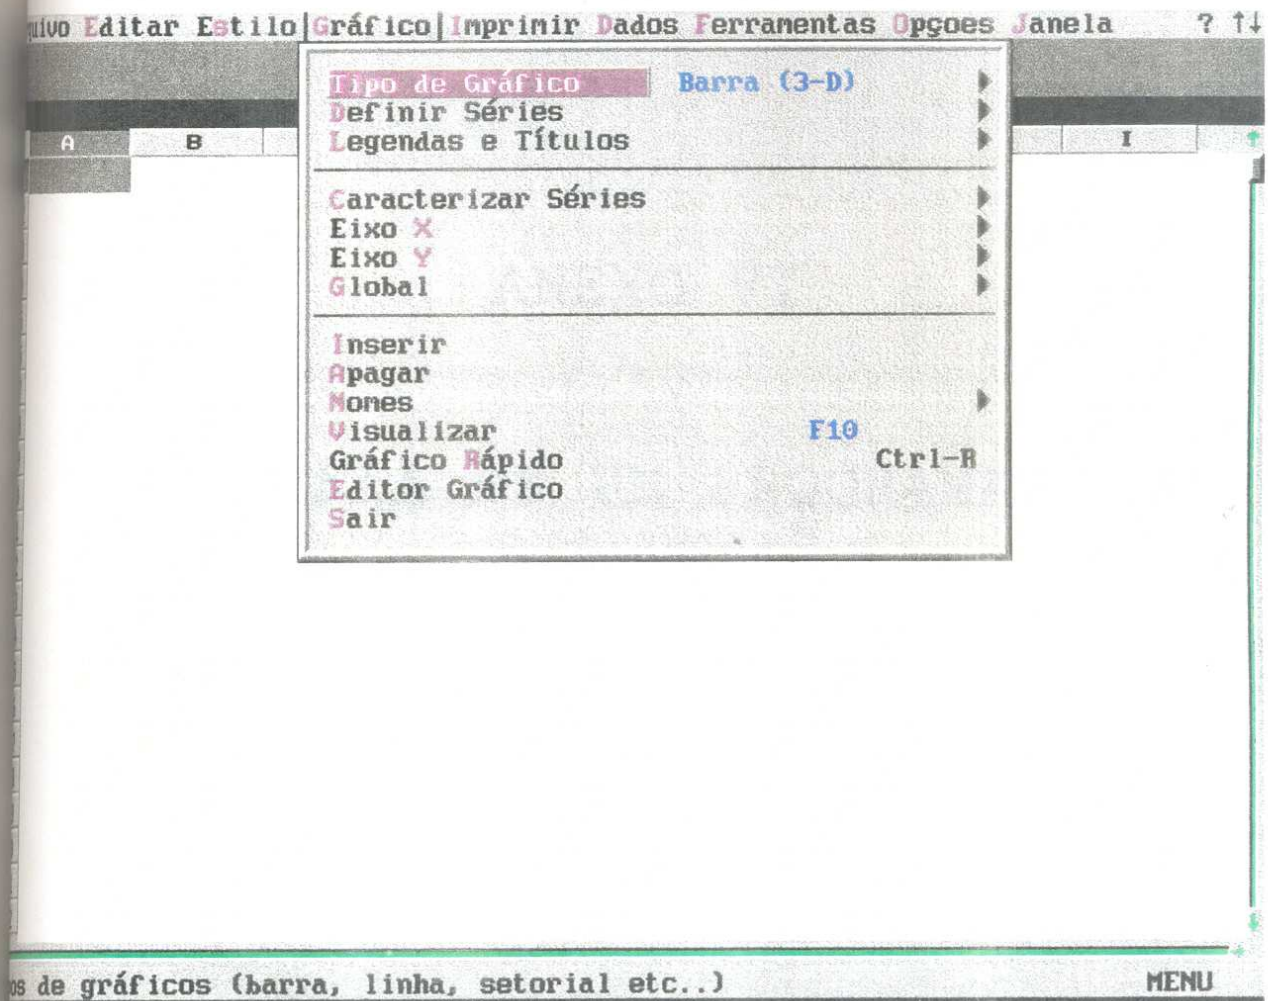 uivo Editar Estilo Gráfico Imprimir Dados Ferramentas Opçoes Janela ? ↑↓
Tipo de Gráfico Barra (3-D)
Definir Séries
Legendas e Títulos
A B I
Caracterizar Séries
Eixo X
Eixo Y
Global
Inserir
Apagar
Nomes
Visualizar F10
Gráfico Rápido Ctrl-R
Editor Gráfico
Sair
os de gráficos (barra, linha, setorial etc..) MENU